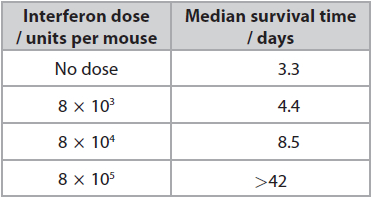 Interferon dose
/ units per mouse
Median survival time
/ days
No dose 3.3
8 × 10³ 4.4
8 × 10⁴ 8.5
8 × 10⁵ >42